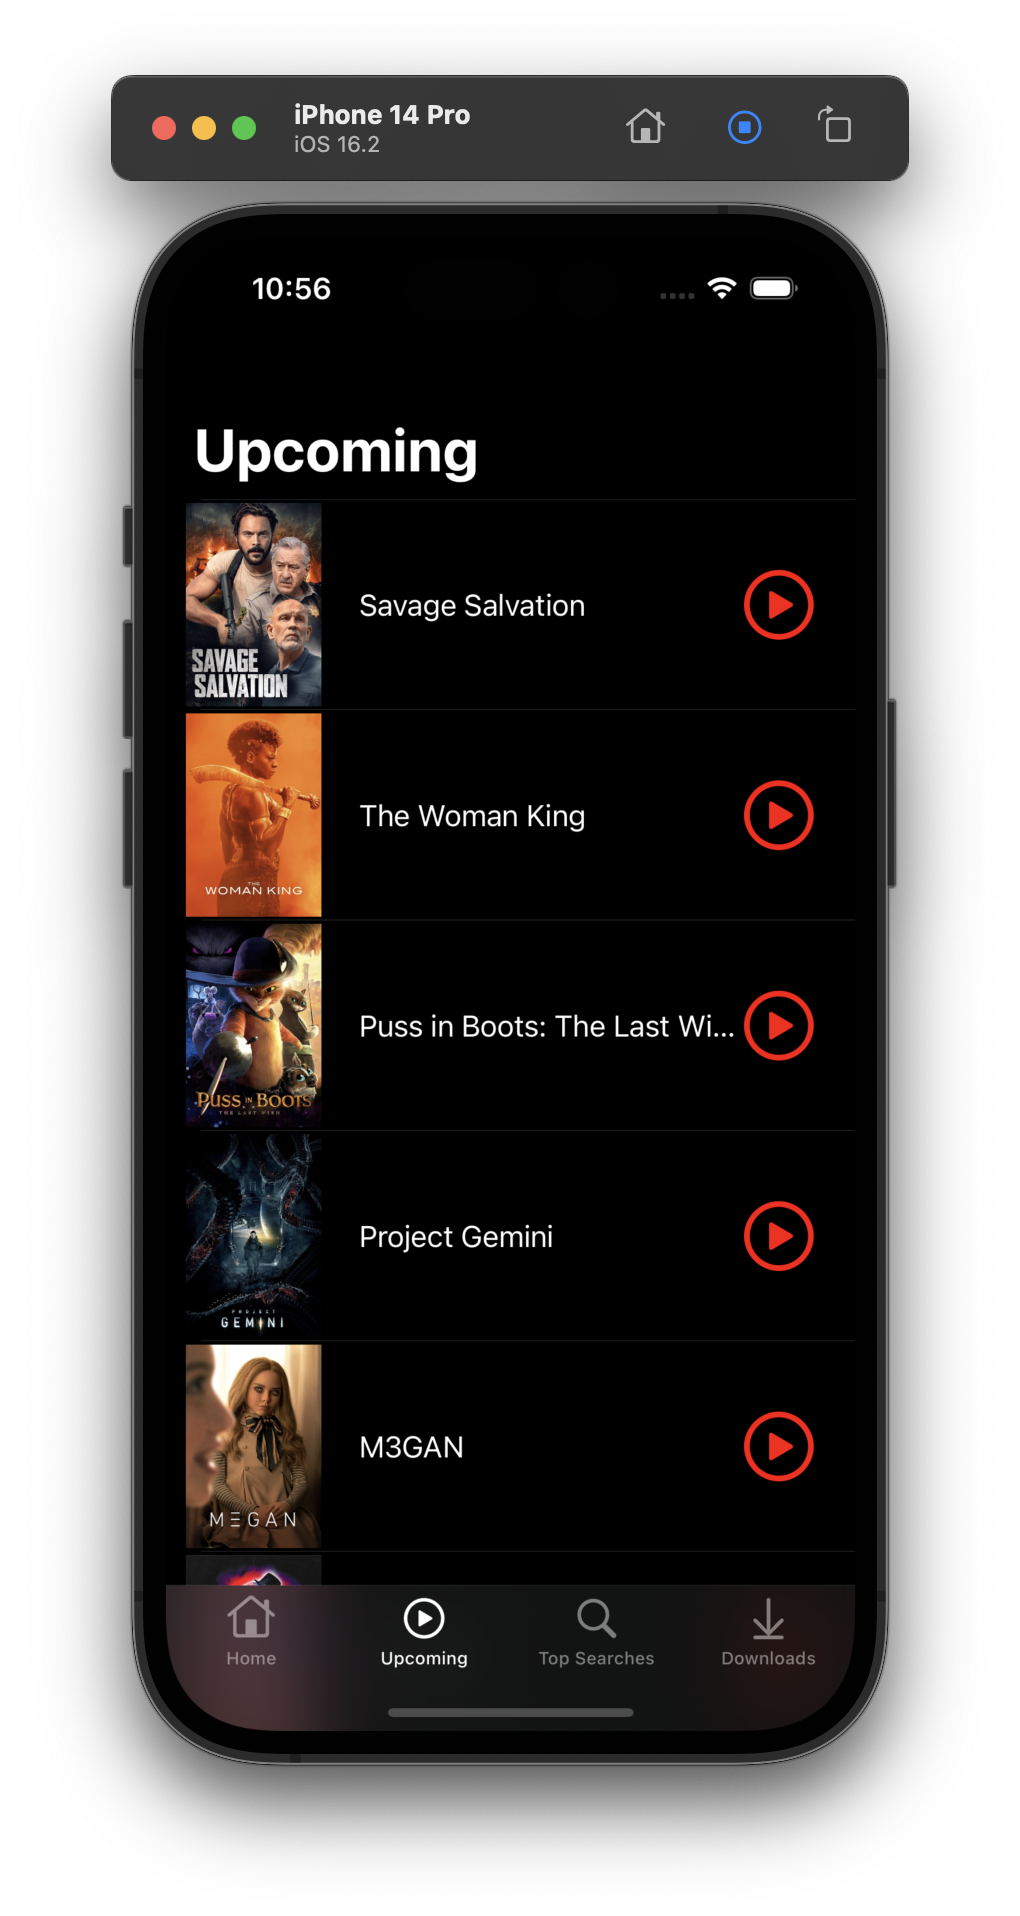 iPhone 14 Pro
iOS 16.2
10:56
Upcoming
SAVAGE
SALVATION
Savage Salvation
THE
WOMAN KING
The Woman King
PUSS IN BOOTS
THE LAST WISH
Puss in Boots: The Last Wi...
PROJECT
GEMINI
Project Gemini
MΞGAN
M3GAN
Home
Upcoming
Top Searches
Downloads